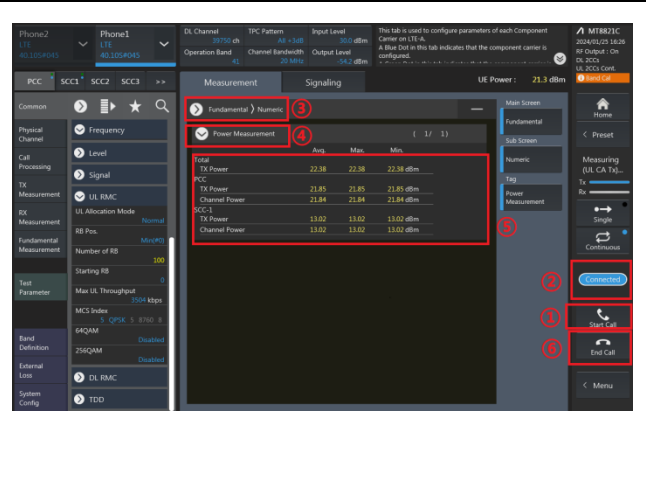 Phone2
LTE
40.105#045
Phone1
LTE
40.105#045
DL Channel
39750 ch
TPC Pattern
All +3dB
Input Level
30.0 dBm
Operation Band
41
Channel Bandwidth
20 MHz
Output Level
-54.2 dBm
This tab is used to configure parameters of each Component
Carrier on LTE-A.
A Blue Dot in this tab indicates that the component carrier is
configured.
MT8821C
2024/01/25 16:26
RF Output : On
DL 2CCs
UL 2CCs Cont.
Band Cal
PCC
SCC1
SCC2
SCC3
>>
Measurement
Signaling
UE Power : 21.3 dBm
Common
Physical
Channel
Call
Processing
TX
Measurement
RX
Measurement
Fundamental
Measurement
Test
Parameter
Band
Definition
External
Loss
System
Config
Frequency
Level
Signal
UL RMC
UL Allocation Mode
Normal
RB Pos.
Min(#0)
Number of RB
100
Starting RB
0
Max UL Throughput
3504 kbps
MCS Index
5 QPSK 5 8760 8
64QAM
Disabled
256QAM
Disabled
DL RMC
TDD
Fundamental ❭ Numeric ③
Power Measurement ④ ( 1/ 1)
Avg. Max. Min.
Total
TX Power 22.38 22.38 22.38 dBm
PCC
TX Power 21.85 21.85 21.85 dBm
Channel Power 21.84 21.84 21.84 dBm
SCC-1
TX Power 13.02 13.02 13.02 dBm
Channel Power 13.02 13.02 13.02 dBm
⑤
Main Screen
Fundamental
Sub Screen
Numeric
Tag
Power
Measurement
Home
< Preset
Measuring
(UL CA Tx)...
Tx
Rx
Single
Continuous
② Connected
① Start Call
⑥ End Call
< Menu